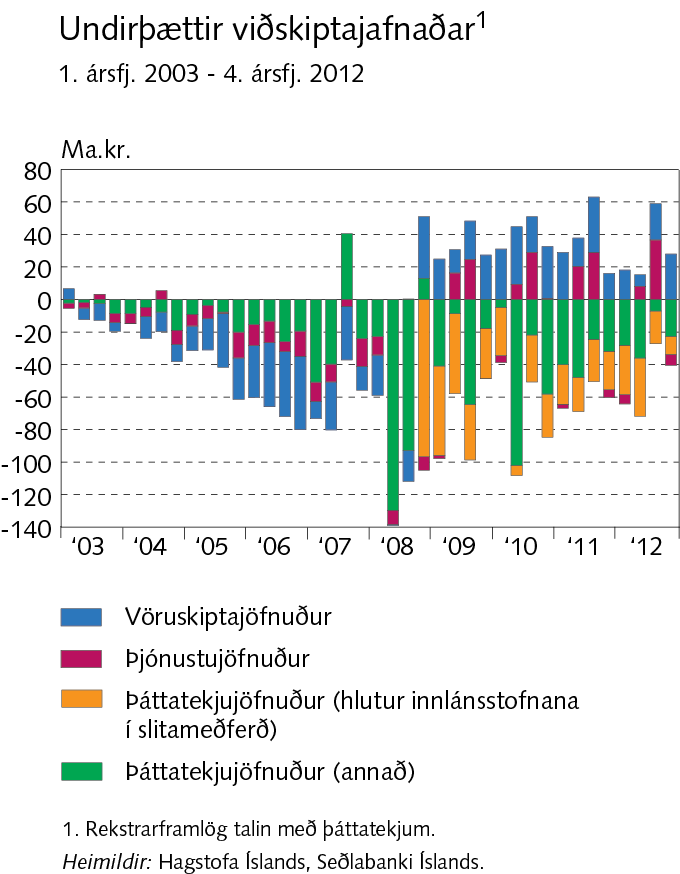 Undirþættir viðskiptajafnaðar¹
1. ársfj. 2003 - 4. ársfj. 2012
Ma.kr.
80
60
40
20
0
-20
-40
-60
-80
-100
-120
-140
‘03 ‘04 ‘05 ‘06 ‘07 ‘08 ‘09 ‘10 ‘11 ‘12
Vöruskiptajöfnuður
Þjónustujöfnuður
Þáttatekjujöfnuður (hlutur innlánsstofnana
í slitameðferð)
Þáttatekjujöfnuður (annað)
1. Rekstrarframlög talin með þáttatekjum.
Heimildir: Hagstofa Íslands, Seðlabanki Íslands.